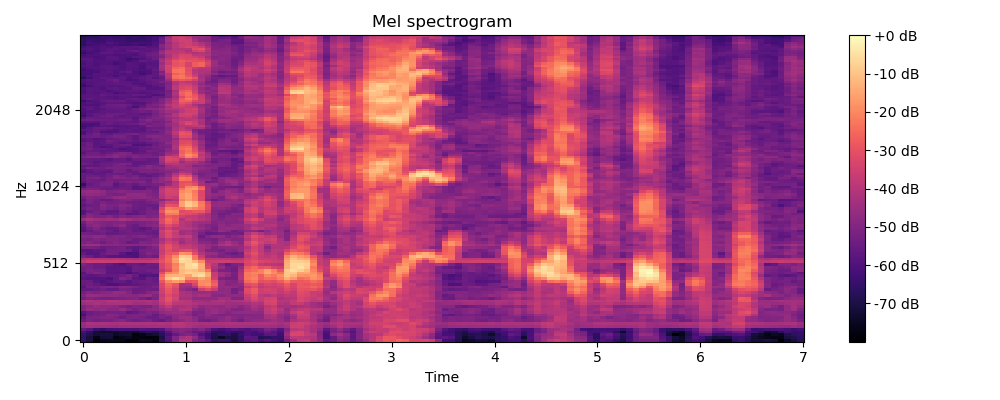 Mel spectrogram
+0 dB
-10 dB
-20 dB
-30 dB
-40 dB
-50 dB
-60 dB
-70 dB
2048
1024
512
0
Hz
0 1 2 3 4 5 6 7
Time